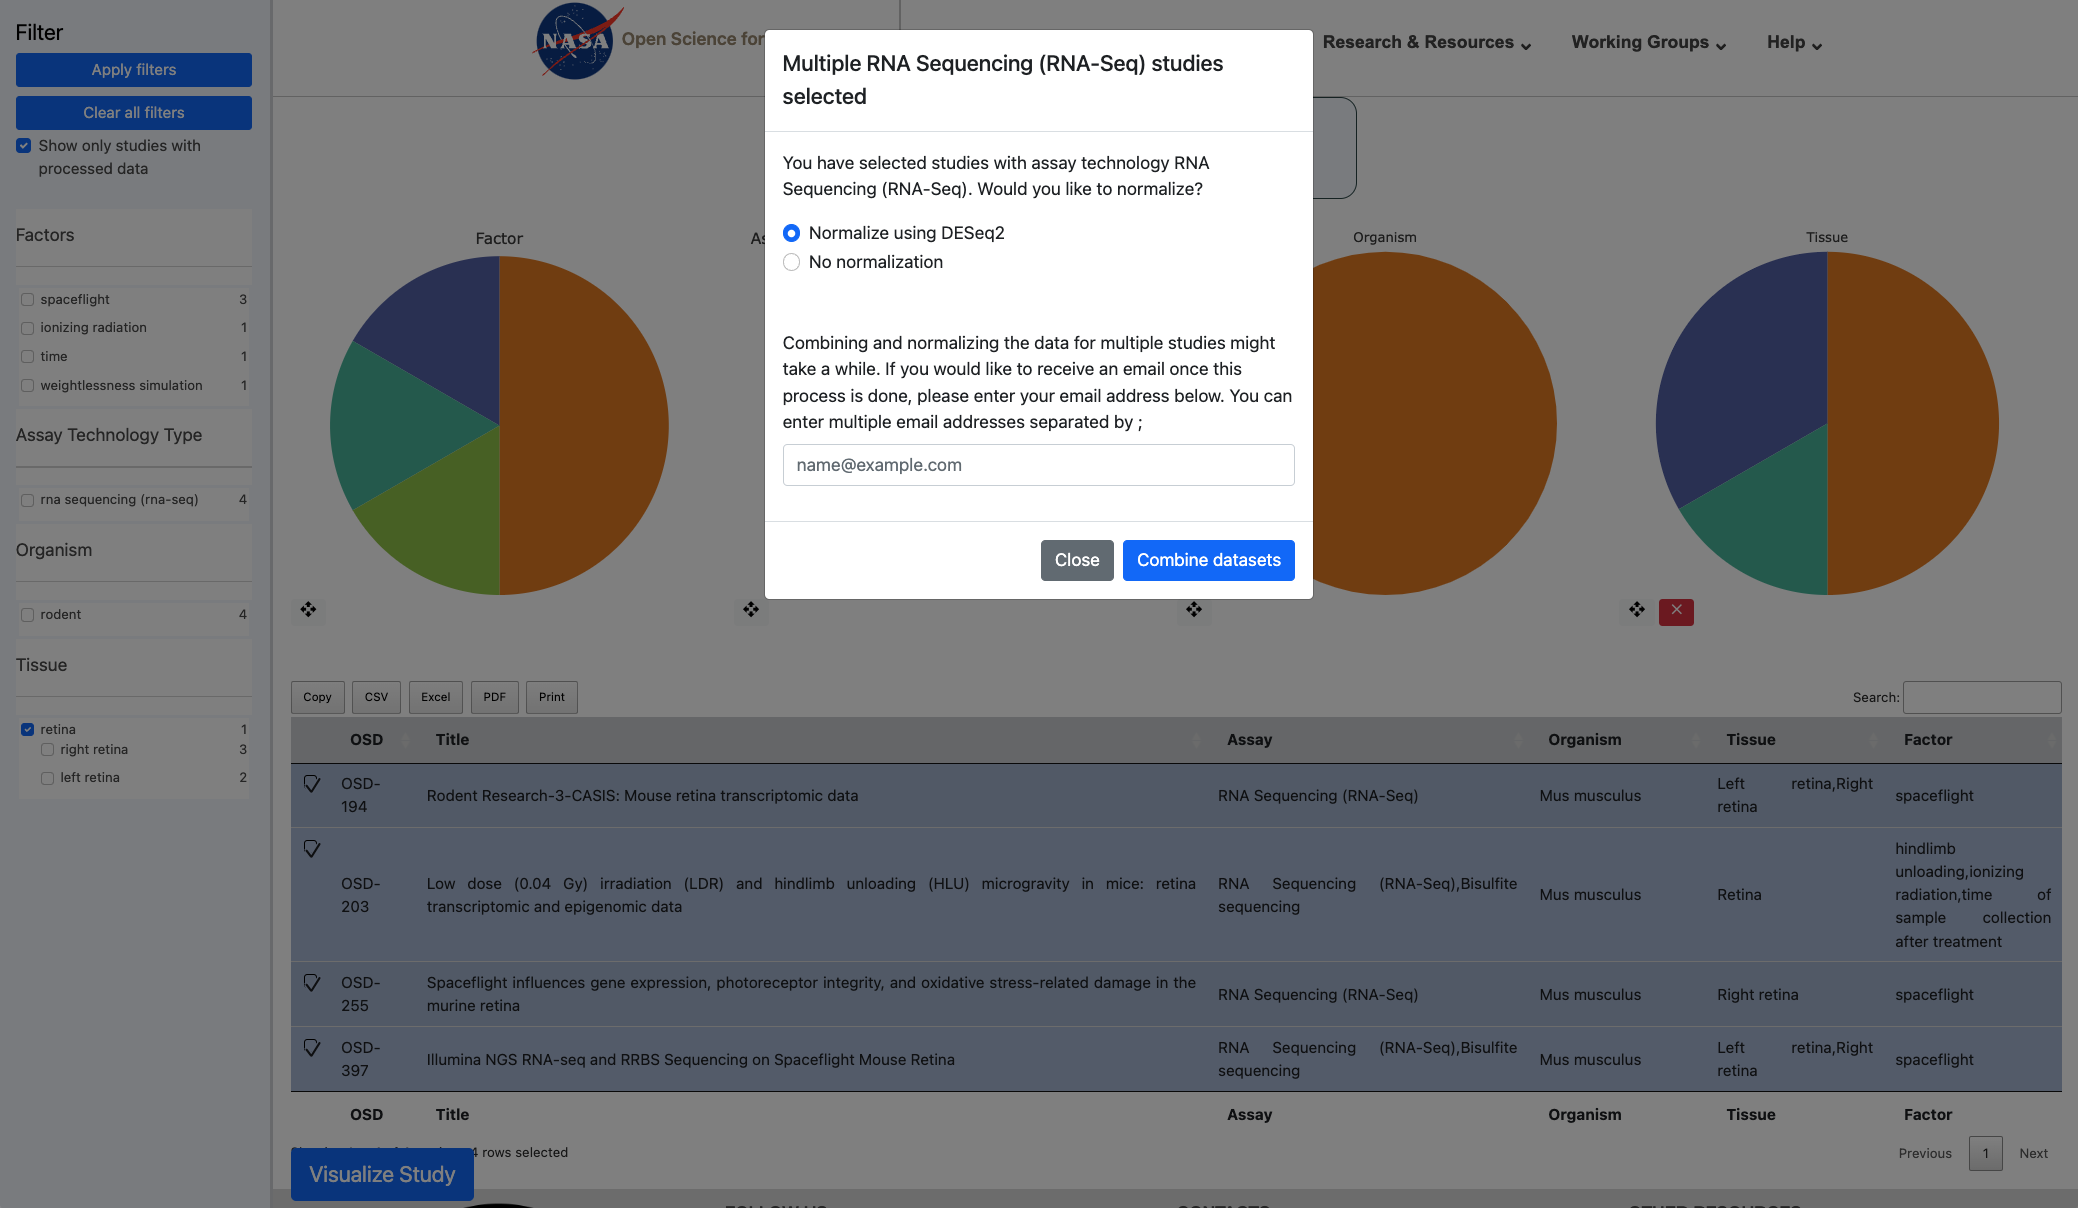 Filter
Apply filters
Clear all filters
Show only studies with
processed data
Factors
spaceflight 3
ionizing radiation 1
time 1
weightlessness simulation 1
Assay Technology Type
rna sequencing (rna-seq) 4
Organism
rodent 4
Tissue
retina 1
right retina 3
left retina 2
NASA
Open Science for
Research & Resources
Working Groups
Help
Multiple RNA Sequencing (RNA-Seq) studies
selected
You have selected studies with assay technology RNA
Sequencing (RNA-Seq). Would you like to normalize?
Normalize using DESeq2
No normalization
Combining and normalizing the data for multiple studies might
take a while. If you would like to receive an email once this
process is done, please enter your email address below. You can
enter multiple email addresses separated by ;
name@example.com
Close
Combine datasets
Factor
Organism
Tissue
Copy CSV Excel PDF Print
Search:
OSD Title Assay Organism Tissue Factor
OSD-
194
Rodent Research-3-CASIS: Mouse retina transcriptomic data
RNA Sequencing (RNA-Seq)
Mus musculus
Left retina,Right
retina
spaceflight
OSD-
203
Low dose (0.04 Gy) irradiation (LDR) and hindlimb unloading (HLU) microgravity in mice: retina
transcriptomic and epigenomic data
RNA Sequencing (RNA-Seq),Bisulfite
sequencing
Mus musculus
Retina
hindlimb
unloading,ionizing
radiation,time of
sample collection
after treatment
OSD-
255
Spaceflight influences gene expression, photoreceptor integrity, and oxidative stress-related damage in the
murine retina
RNA Sequencing (RNA-Seq)
Mus musculus
Right retina
spaceflight
OSD-
397
Illumina NGS RNA-seq and RRBS Sequencing on Spaceflight Mouse Retina
RNA Sequencing (RNA-Seq),Bisulfite
sequencing
Mus musculus
Left retina,Right
retina
spaceflight
OSD Title Assay Organism Tissue Factor
4 rows selected
Previous 1 Next
Visualize Study